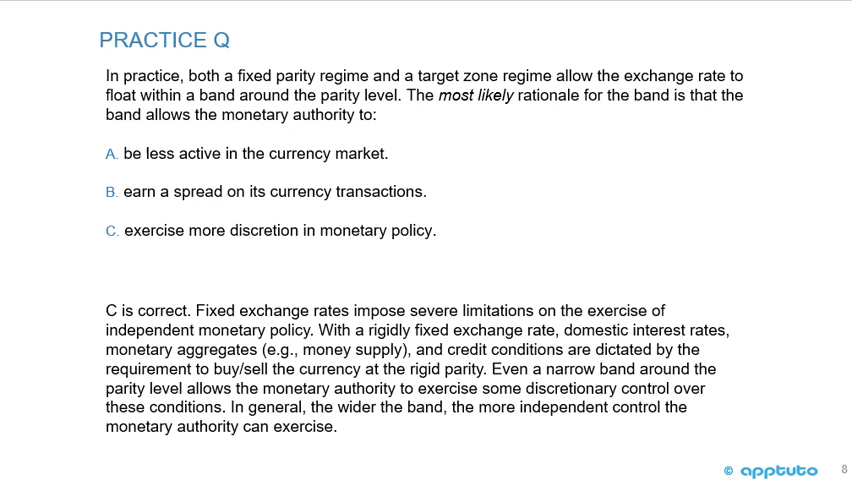 PRACTICE Q
In practice, both a fixed parity regime and a target zone regime allow the exchange rate to
float within a band around the parity level. The most likely rationale for the band is that the
band allows the monetary authority to:
A. be less active in the currency market.
B. earn a spread on its currency transactions.
C. exercise more discretion in monetary policy.
C is correct. Fixed exchange rates impose severe limitations on the exercise of
independent monetary policy. With a rigidly fixed exchange rate, domestic interest rates,
monetary aggregates (e.g., money supply), and credit conditions are dictated by the
requirement to buy/sell the currency at the rigid parity. Even a narrow band around the
parity level allows the monetary authority to exercise some discretionary control over
these conditions. In general, the wider the band, the more independent control the
monetary authority can exercise.
© apptuto 8